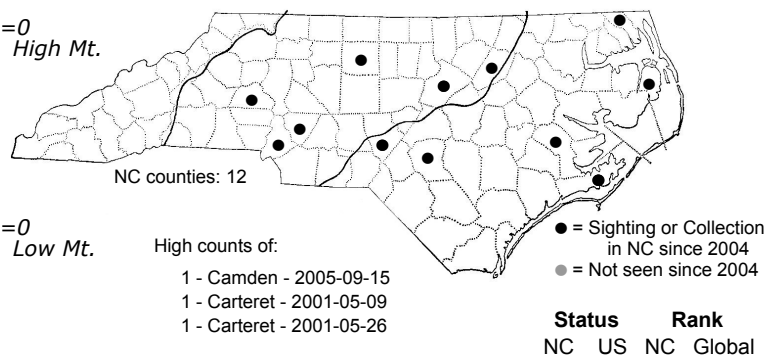 =0
High Mt.
NC counties: 12
=0
Low Mt.
High counts of:
1 - Camden - 2005-09-15
1 - Carteret - 2001-05-09
1 - Carteret - 2001-05-26
● = Sighting or Collection
in NC since 2004
● = Not seen since 2004
Status Rank
NC US NC Global